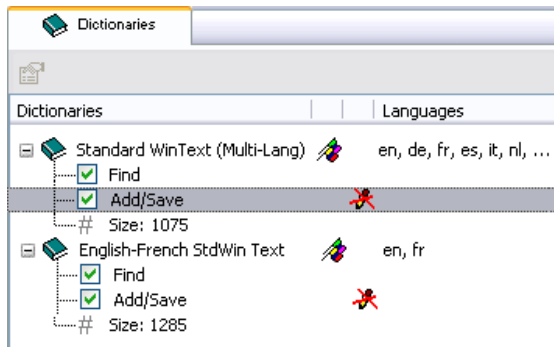 Dictionaries
Dictionaries Languages
Standard WinText (Multi-Lang) en, de, fr, es, it, nl, ...
Find
Add/Save
# Size: 1075
English-French StdWin Text en, fr
Find
Add/Save
# Size: 1285